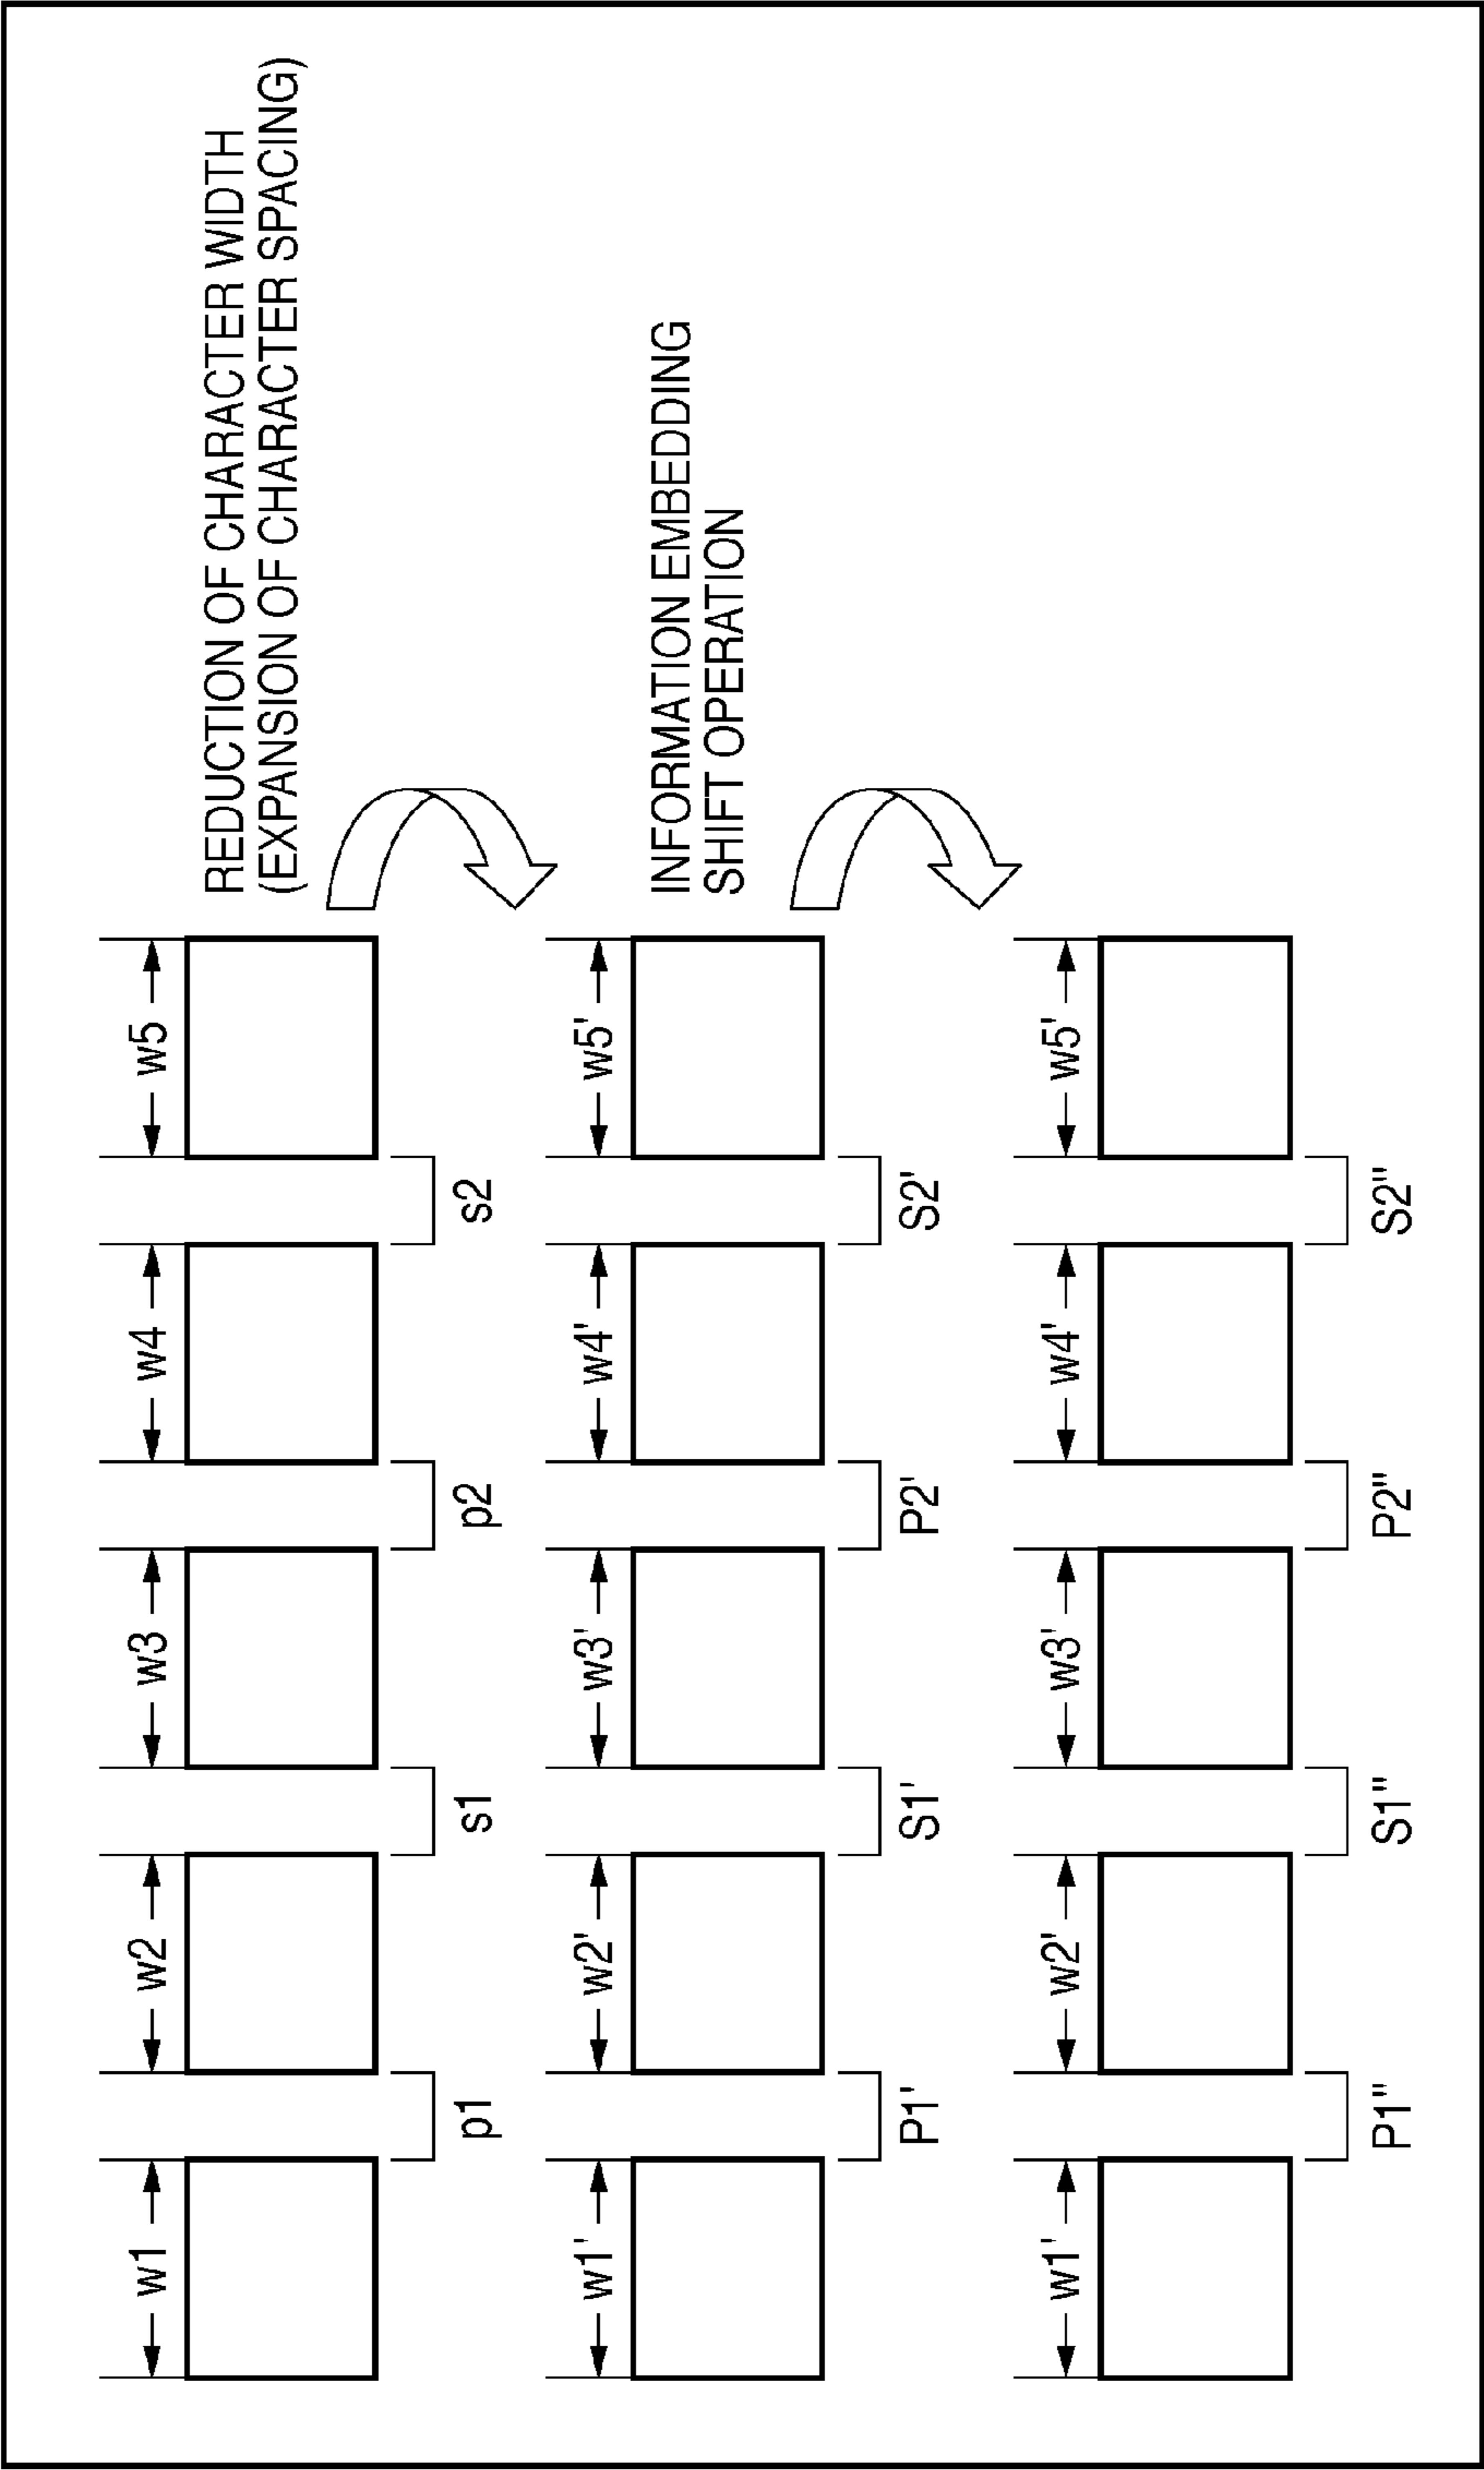 w1 w2 w3 w4 w5
REDUCTION OF CHARACTER WIDTH
(EXPANSION OF CHARACTER SPACING)
p1 s1 p2 s2
w1' w2' w3' w4' w5'
INFORMATION EMBEDDING
SHIFT OPERATION
P1' S1' P2' S2'
w1' w2' w3' w4' w5'
P1" S1" P2" S2"